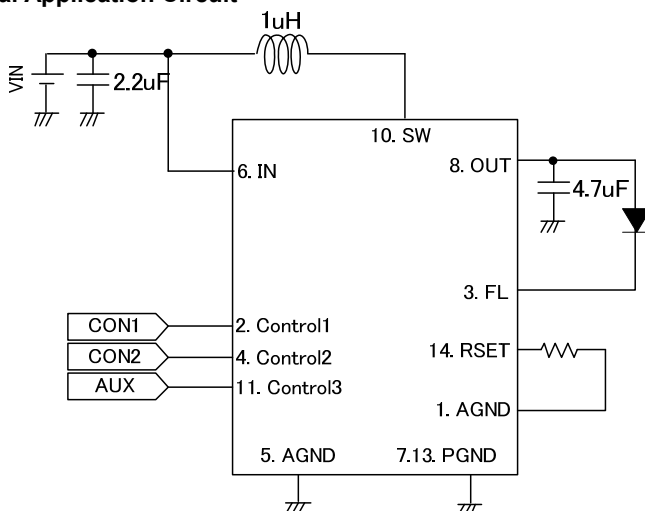 Application Circuit
1uH
VIN
2.2uF
10. SW
6. IN
8. OUT
4.7uF
3. FL
CON1
2. Control1
CON2
4. Control2
14. RSET
AUX
11. Control3
1. AGND
5. AGND
7.13. PGND